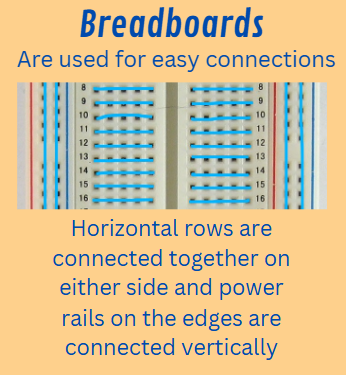 Breadboards
Are used for easy connections
8 8
9 9
10 10
11 11
12 12
13 13
14 14
15 15
16 16
Horizontal rows are
connected together on
either side and power
rails on the edges are
connected vertically